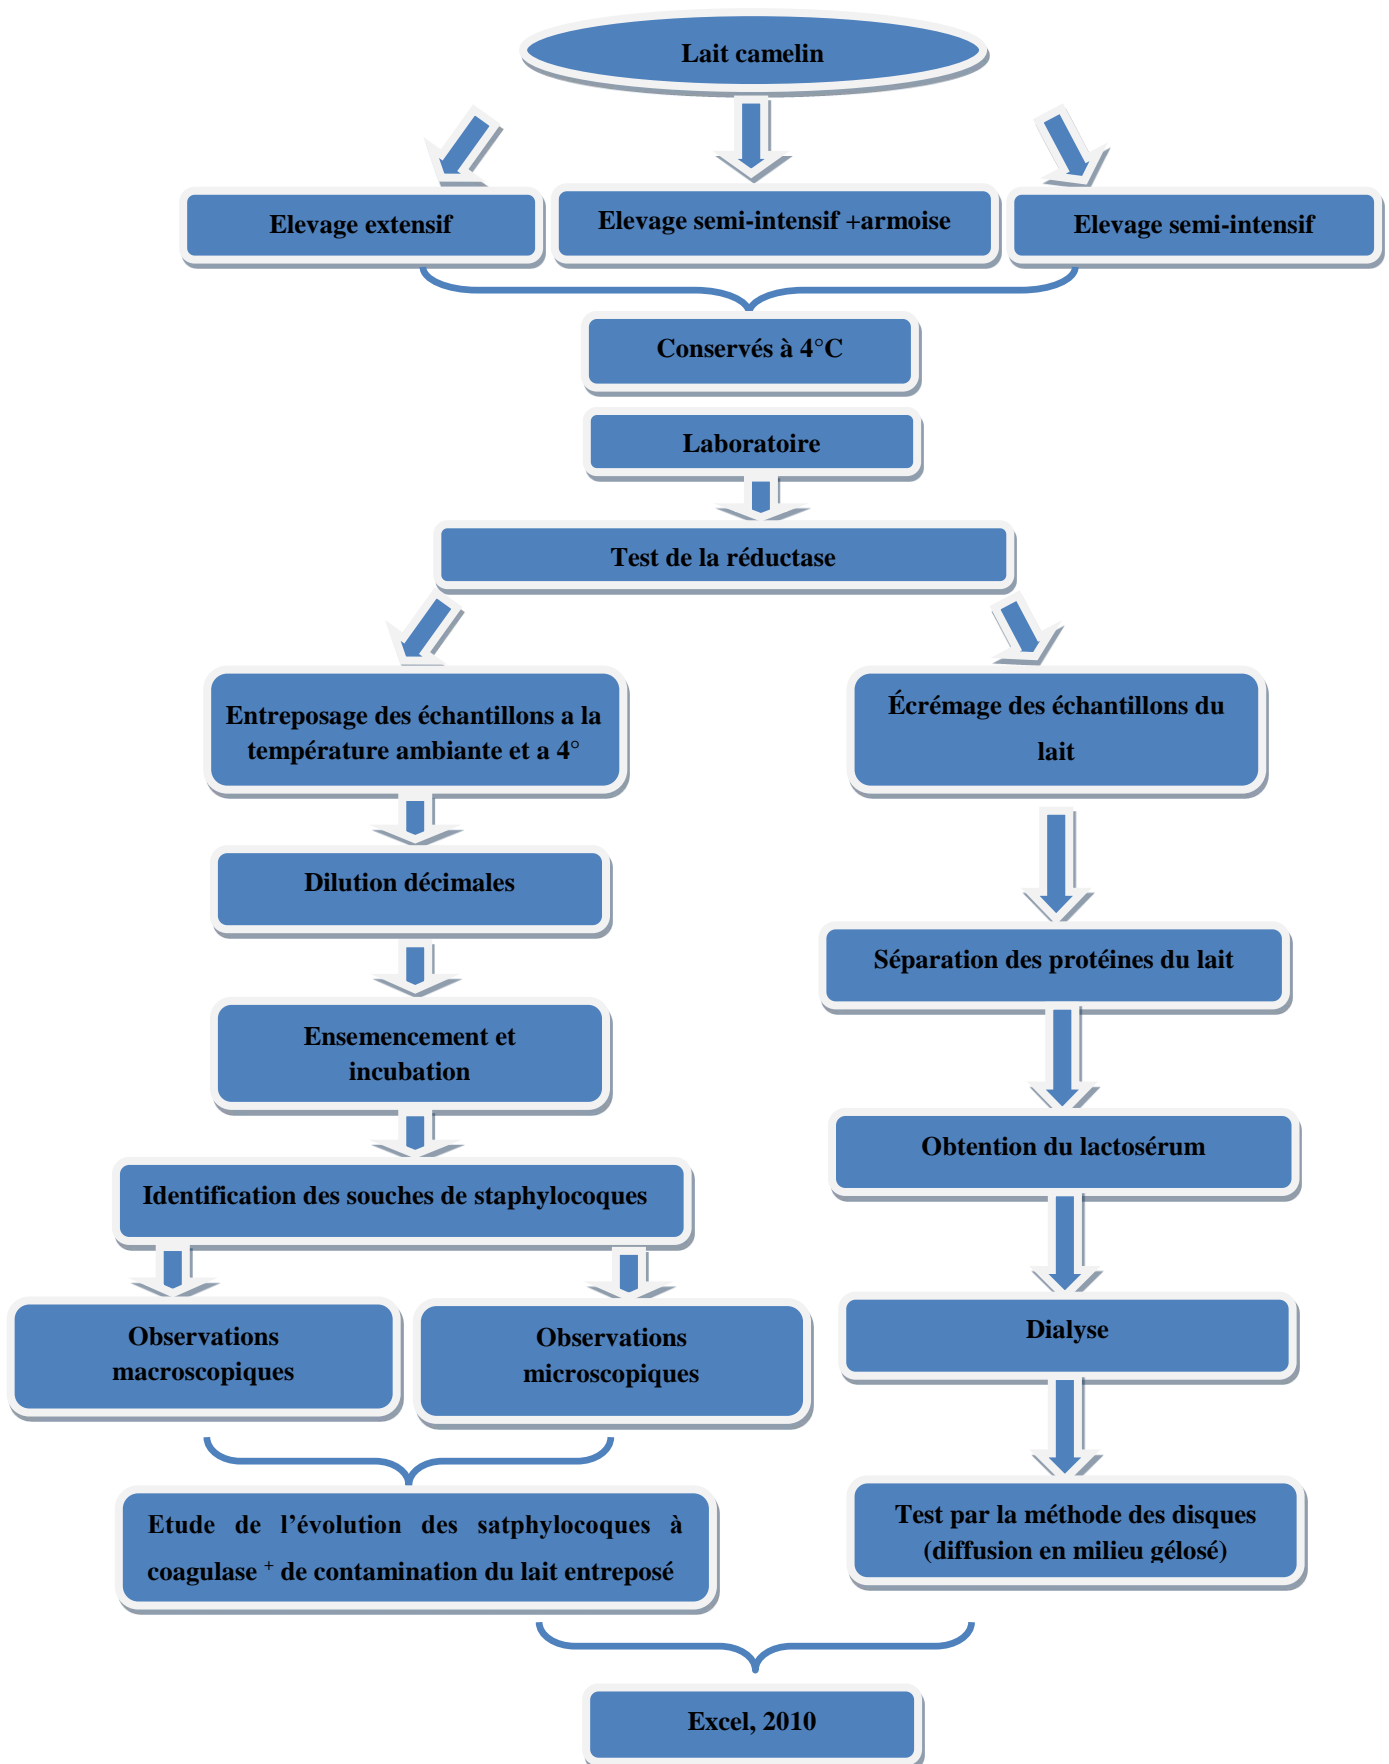 Lait camelin
Elevage extensif
Elevage semi-intensif +armoise
Elevage semi-intensif
Conservés à 4°C
Laboratoire
Test de la réductase
Entreposage des échantillons a la
température ambiante et a 4°
Écrémage des échantillons du
lait
Dilution décimales
Séparation des protéines du lait
Ensemencement et
incubation
Obtention du lactosérum
Identification des souches de staphylocoques
Observations
macroscopiques
Observations
microscopiques
Dialyse
Etude de l’évolution des satphylocoques à
coagulase ⁺ de contamination du lait entreposé
Test par la méthode des disques
(diffusion en milieu gélosé)
Excel, 2010